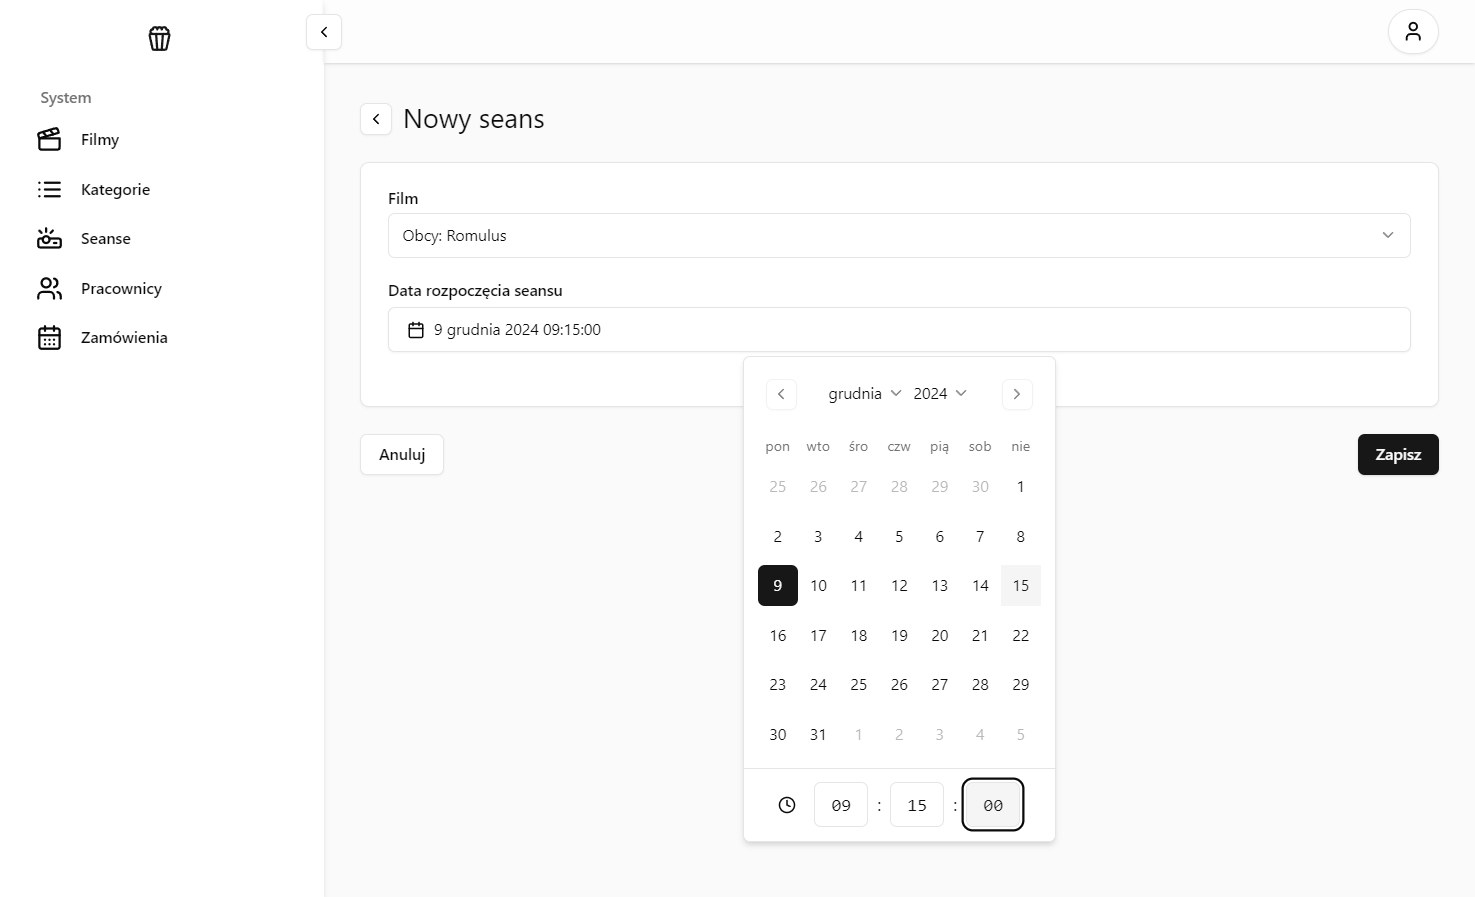 System
Filmy
Kategorie
Seanse
Pracownicy
Zamówienia
Nowy seans
Film
Obcy: Romulus
Data rozpoczęcia seansu
9 grudnia 2024 09:15:00
grudnia 2024
pon wto śro czw pią sob nie
25 26 27 28 29 30 1
2 3 4 5 6 7 8
9 10 11 12 13 14 15
16 17 18 19 20 21 22
23 24 25 26 27 28 29
30 31 1 2 3 4 5
09 : 15 : 00
Anuluj
Zapisz